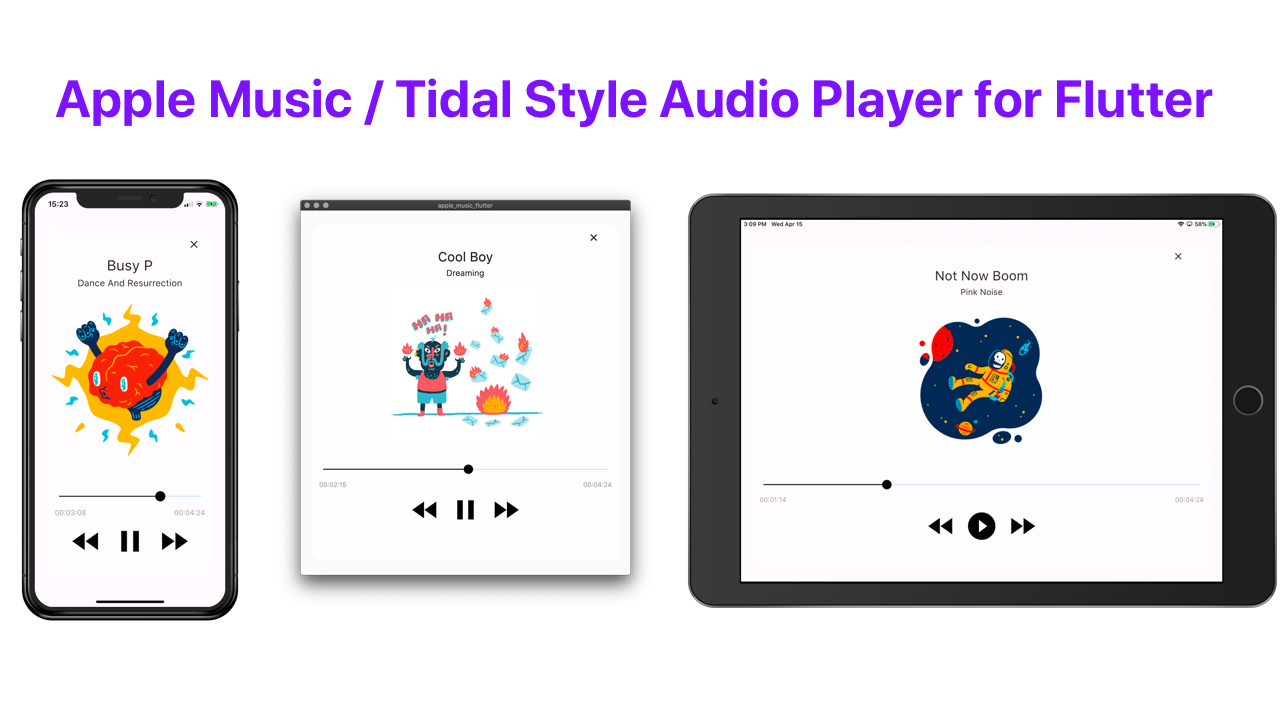 Apple Music / Tidal Style Audio Player for Flutter
15:23
Busy P
Dance And Resurrection
00:03:08
00:04:24
apple_music_flutter
Cool Boy
Dreaming
HA HA
HA!
00:02:15
00:04:24
3:09 PM Wed Apr 15
58%
Not Now Boom
Pink Noise
00:01:14
00:04:24